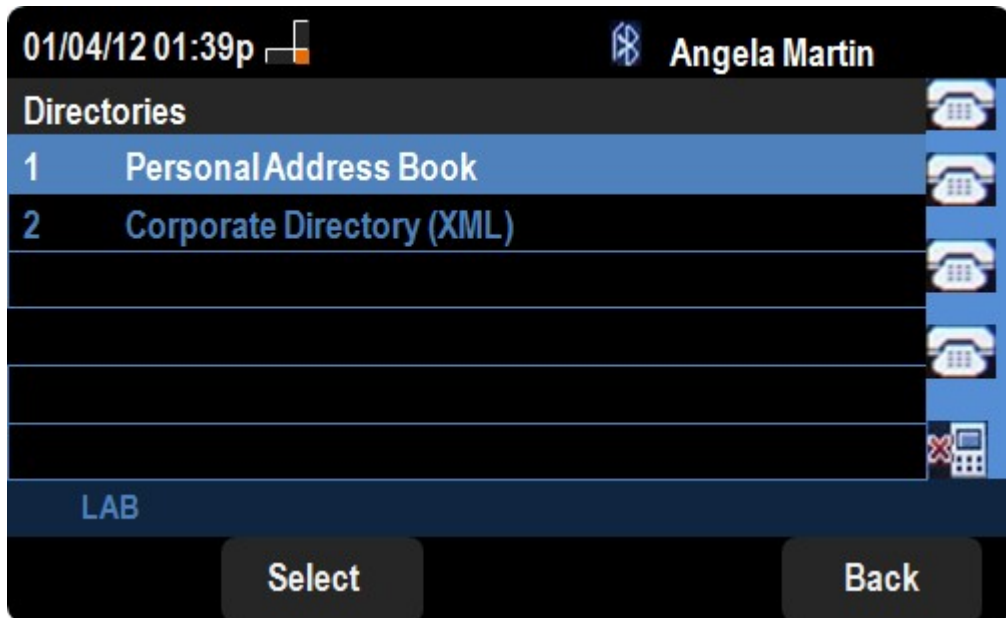 01/04/12 01:39p Angela Martin
Directories
1 Personal Address Book
2 Corporate Directory (XML)
LAB
Select Back